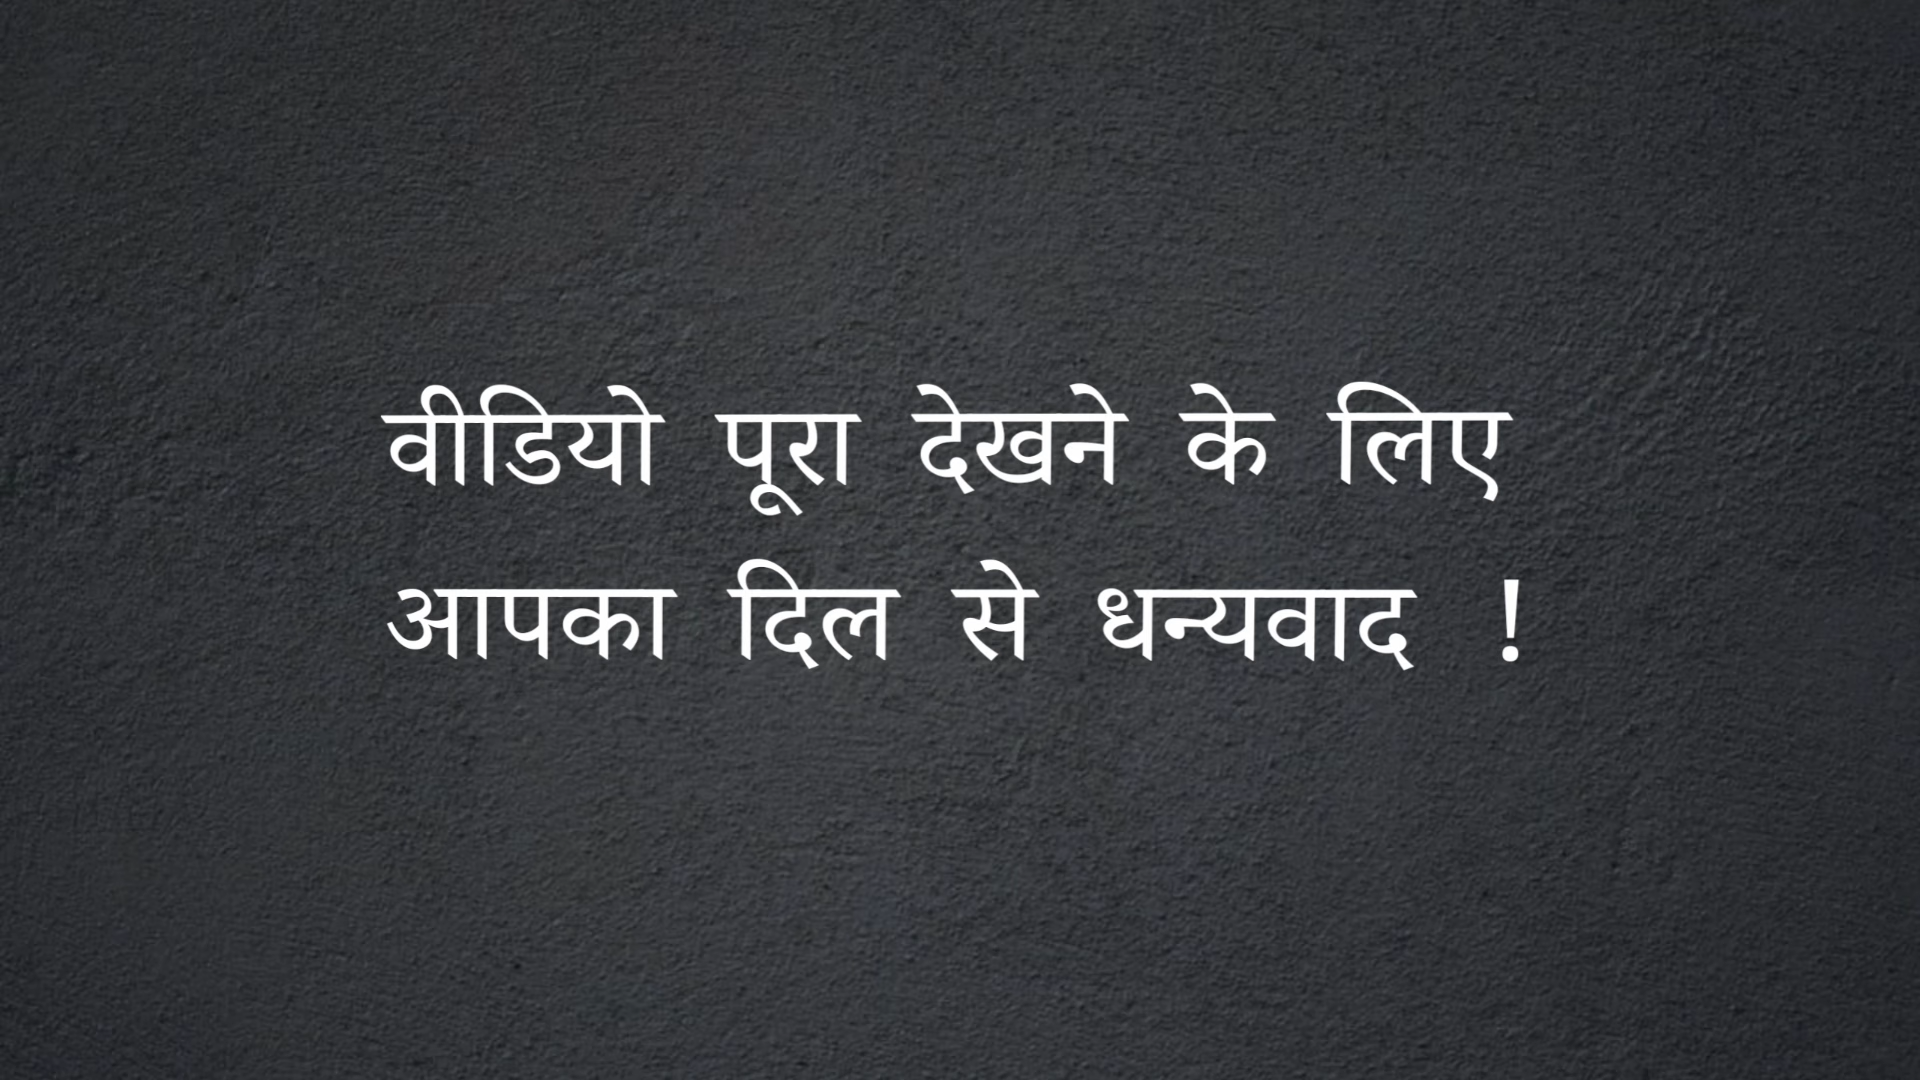 वीडियो पूरा देखने के लिए
आपका दिल से धन्यवाद !